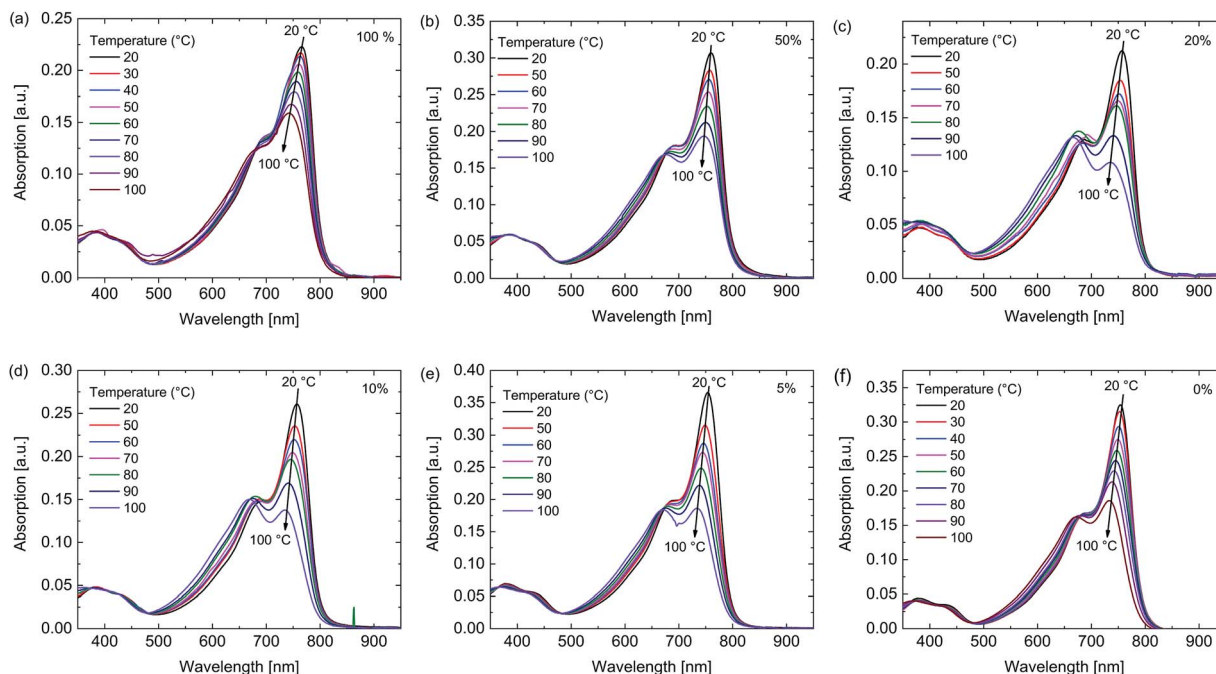 (a)
0.25
0.20
0.15
0.10
0.05
0.00
Absorption [a.u.]
Temperature (°C)
20
30
40
50
60
70
80
90
100
20 °C
100 %
100 °C
400 500 600 700 800 900
Wavelength [nm]
(b)
0.35
0.30
0.25
0.20
0.15
0.10
0.05
0.00
Absorption [a.u.]
Temperature (°C)
20
50
60
70
80
90
100
20 °C
50%
100 °C
400 500 600 700 800 900
Wavelength [nm]
(c)
0.20
0.15
0.10
0.05
0.00
Absorption [a.u.]
Temperature (°C)
20
50
60
70
80
90
100
20 °C
20%
100 °C
400 500 600 700 800 900
Wavelength [nm]
(d)
0.30
0.25
0.20
0.15
0.10
0.05
0.00
Absorption [a.u.]
Temperature (°C)
20
50
60
70
80
90
100
20 °C
10%
100 °C
400 500 600 700 800 900
Wavelength [nm]
(e)
0.40
0.35
0.30
0.25
0.20
0.15
0.10
0.05
0.00
Absorption [a.u.]
Temperature (°C)
20
50
60
70
80
90
100
20 °C
5%
100 °C
400 500 600 700 800 900
Wavelength [nm]
(f)
0.35
0.30
0.25
0.20
0.15
0.10
0.05
0.00
Absorption [a.u.]
Temperature (°C)
20
30
40
50
60
70
80
90
100
20 °C
0%
100 °C
400 500 600 700 800 900
Wavelength [nm]